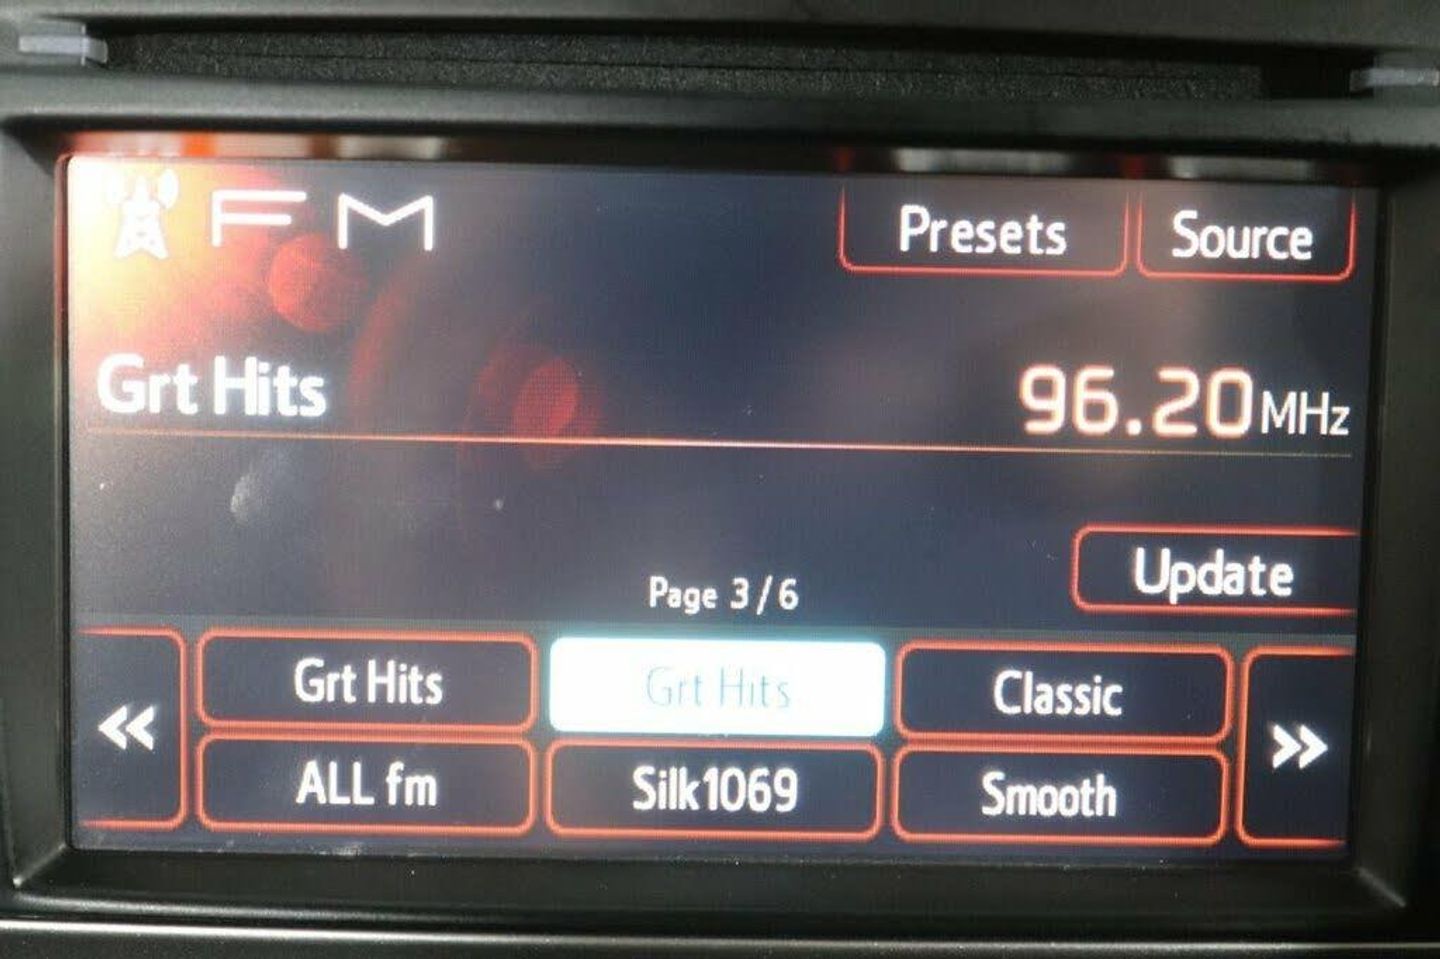 FM
Presets
Source
Grt Hits
96.20MHz
Update
Page 3/6
Grt Hits
Grt Hits
Classic
ALL fm
Silk1069
Smooth